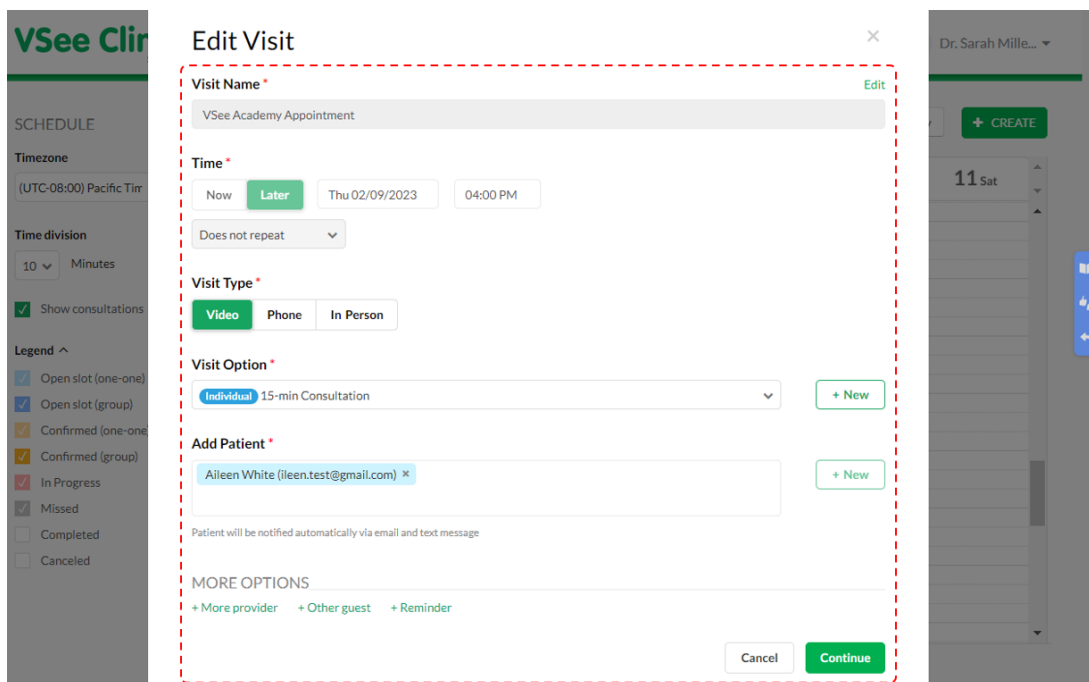 VSee Clin
Dr. Sarah Mille...
SCHEDULE
Timezone
(UTC-08:00) Pacific Tim
Time division
10 Minutes
Show consultations
Legend
Open slot (one-one)
Open slot (group)
Confirmed (one-one
Confirmed (group)
In Progress
Missed
Completed
Canceled
Edit Visit ×
Visit Name * Edit
VSee Academy Appointment
Time *
Now Later Thu 02/09/2023 04:00 PM
Does not repeat
Visit Type *
Video Phone In Person
Visit Option *
Individual 15-min Consultation + New
Add Patient *
Aileen White (ileen.test@gmail.com) × + New
Patient will be notified automatically via email and text message
MORE OPTIONS
+ More provider + Other guest + Reminder
Cancel Continue
+ CREATE
11 Sat